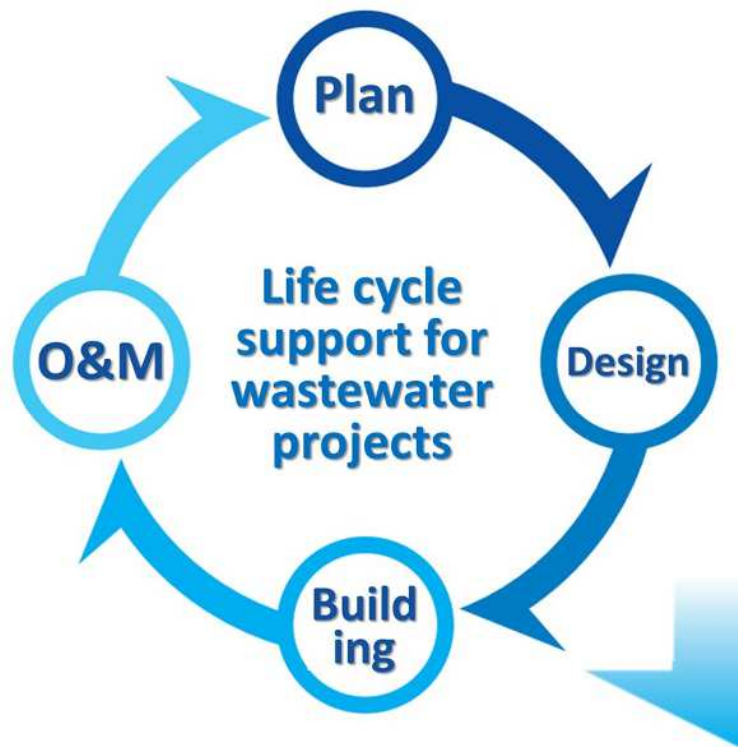 Plan
Life cycle
support for
wastewater
projects
O&M
Design
Build
ing